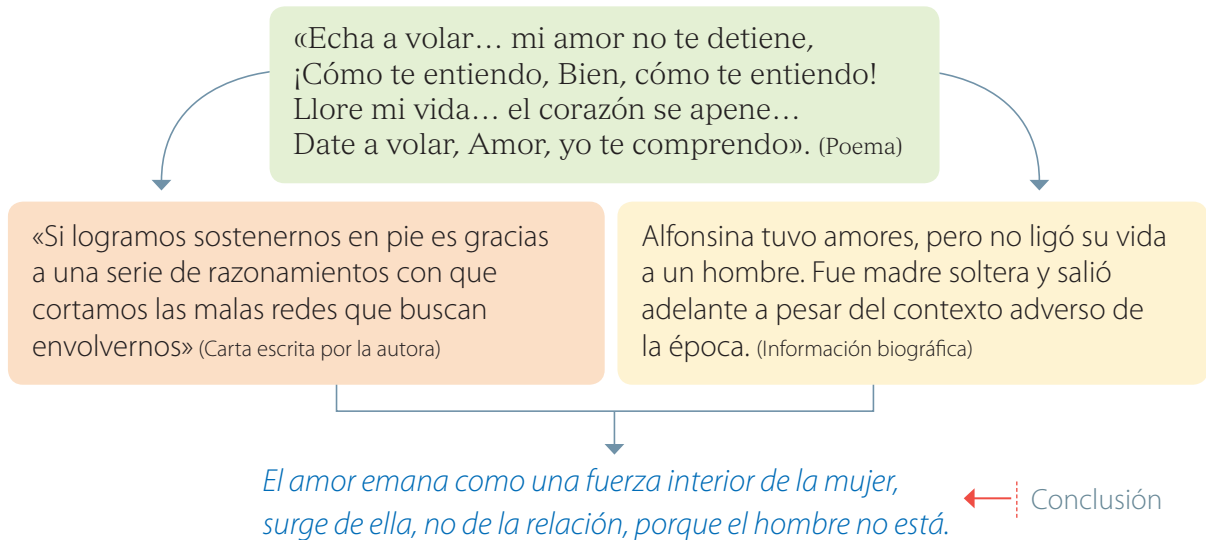 «Echa a volar… mi amor no te detiene,
¡Cómo te entiendo, Bien, cómo te entiendo!
Llore mi vida… el corazón se apene…
Date a volar, Amor, yo te comprendo». (Poema)
«Si logramos sostenernos en pie es gracias
a una serie de razonamientos con que
cortamos las malas redes que buscan
envolvernos» (Carta escrita por la autora)
Alfonsina tuvo amores, pero no ligó su vida
a un hombre. Fue madre soltera y salió
adelante a pesar del contexto adverso de
la época. (Información biográfica)
El amor emana como una fuerza interior de la mujer,
surge de ella, no de la relación, porque el hombre no está.
Conclusión